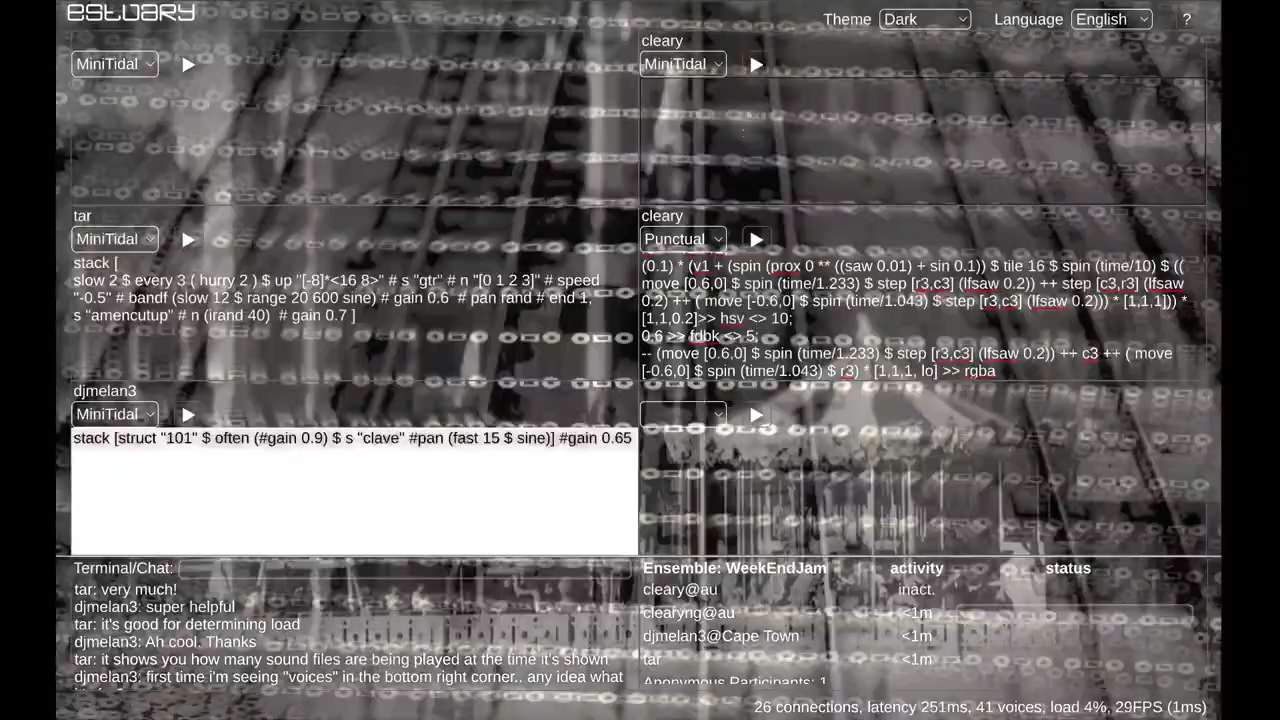 estuary
Theme Dark Language English ?
MiniTidal
cleary
MiniTidal
tar
MiniTidal
stack [
slow 2 $ every 3 ( hurry 2 ) $ up "[-8]*<16 8>" # s "gtr" # n "[0 1 2 3]" # speed
"-0.5" # bandf (slow 12 $ range 20 600 sine) # gain 0.6 # pan rand # end 1,
s "amencutup" # n (irand 40) # gain 0.7 ]
cleary
Punctual
(0.1) * (v1 + (spin (prox 0 ** ((saw 0.01) + sin 0.1)) $ tile 16 $ spin (time/10) $ ((
move [0.6,0] $ spin (time/1.233) $ step [r3,c3] (lfsaw 0.2)) ++ step [c3,r3] (lfsaw
0.2) ++ ( move [-0.6,0] $ spin (time/1.043) $ step [r3,c3] (lfsaw 0.2))) * [1,1,1])) *
[1,1,0.2]>> hsv <> 10;
0.6 >> fdbk <> 5;
-- (move [0.6,0] $ spin (time/1.233) $ step [r3,c3] (lfsaw 0.2)) ++ c3 ++ ( move
[-0.6,0] $ spin (time/1.043) $ r3) * [1,1,1, lo] >> rgba
djmelan3
MiniTidal
stack [struct "101" $ often (#gain 0.9) $ s "clave" #pan (fast 15 $ sine)] #gain 0.65
Terminal/Chat:
tar: very much!
djmelan3: super helpful
tar: it's good for determining load
djmelan3: Ah cool. Thanks
tar: it shows you how many sound files are being played at the time it's shown
djmelan3: first time i'm seeing "voices" in the bottom right corner.. any idea what
Ensemble: WeekEndJam activity status
cleary@au inact.
clearyng@au <1m
djmelan3@Cape Town <1m
tar <1m
Anonymous Participants: 1
26 connections, latency 251ms, 41 voices, load 4%, 29FPS (1ms)